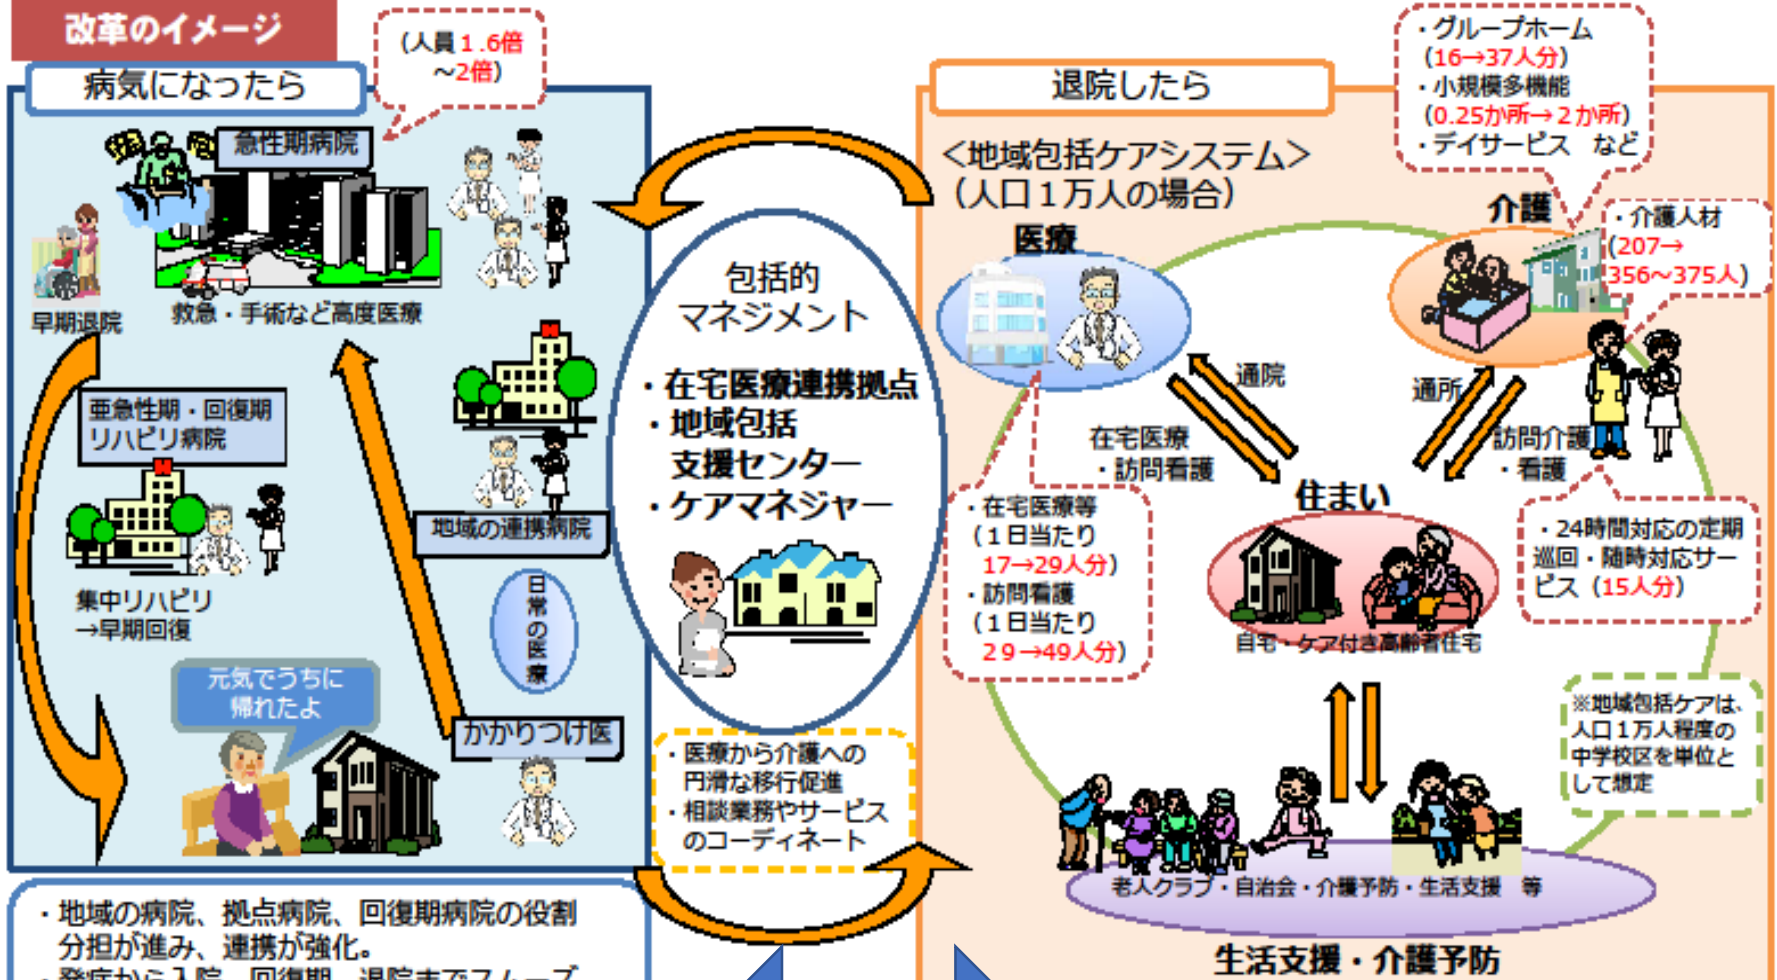 改革のイメージ
(人員1.6倍
～2倍)
病気になったら
急性期病院
早期退院
救急・手術など高度医療
亜急性期・回復期
リハビリ病院
集中リハビリ
→早期回復
地域の連携病院
日常の医療
元気でうちに
帰れたよ
かかりつけ医
・地域の病院、拠点病院、回復期病院の役割
分担が進み、連携が強化。
・発症から入院、回復期、退院までスムーズ
包括的
マネジメント
・在宅医療連携拠点
・地域包括
支援センター
・ケアマネジャー
・医療から介護への
円滑な移行促進
・相談業務やサービス
のコーディネート
退院したら
＜地域包括ケアシステム＞
（人口１万人の場合）
医療
・グループホーム
(16→37人分)
・小規模多機能
(0.25か所→２か所)
・デイサービス　など
介護
・介護人材
(207→
356～375人)
通院
在宅医療
・訪問看護
通所
訪問介護
・看護
・在宅医療等
(１日当たり
17→29人分)
・訪問看護
(１日当たり
２９→49人分)
住まい
自宅・ケア付き高齢者住宅
・24時間対応の定期
巡回・随時対応サー
ビス（15人分）
※地域包括ケアは、
人口１万人程度の
中学校区を単位と
して想定
老人クラブ・自治会・介護予防・生活支援　等
生活支援・介護予防